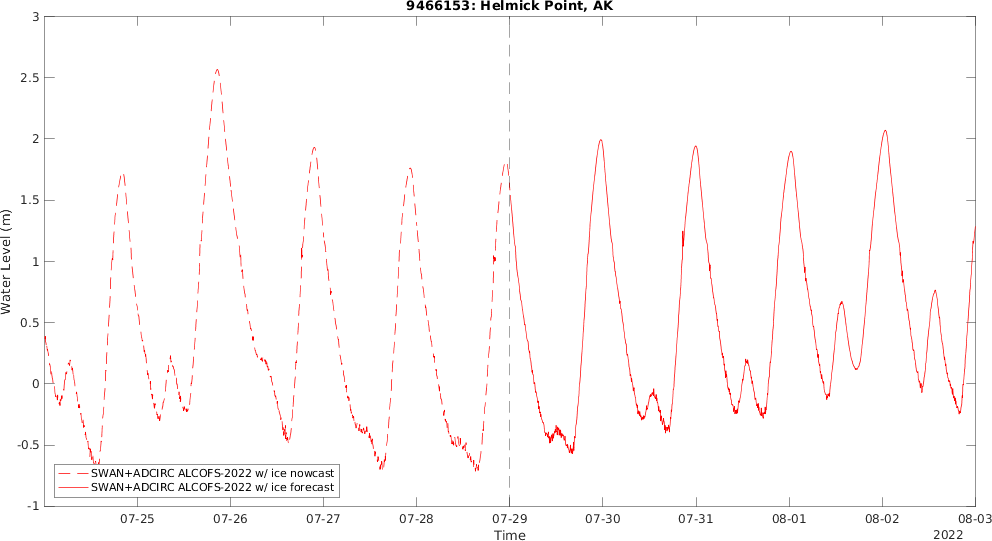 9466153: Helmick Point, AK
3
2.5
2
1.5
1
0.5
0
-0.5
-1
Water Level (m)
SWAN+ADCIRC ALCOFS-2022 w/ ice nowcast
SWAN+ADCIRC ALCOFS-2022 w/ ice forecast
07-25 07-26 07-27 07-28 07-29 07-30 07-31 08-01 08-02 08-03
Time
2022